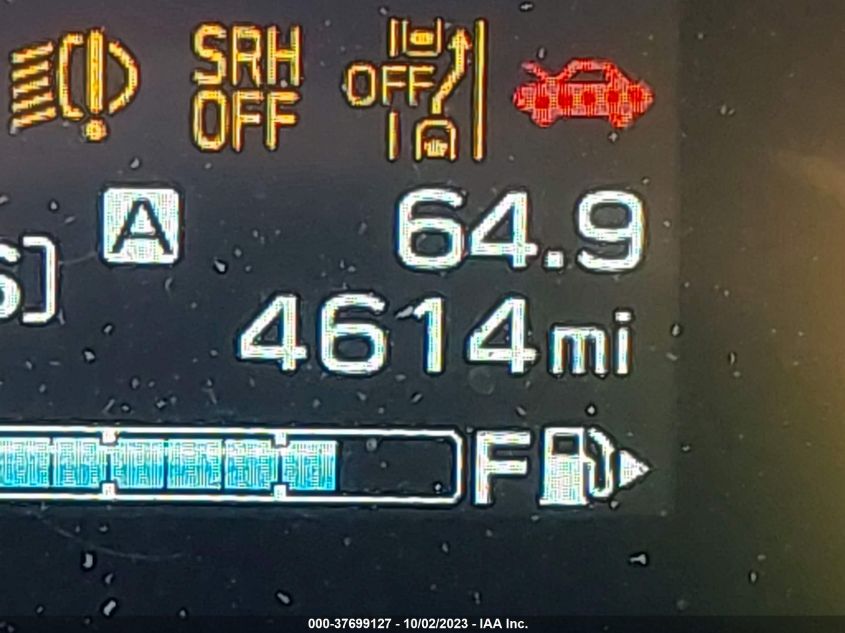 SRH
OFF
OFF
A 64.9
] 4614mi
F
000-37699127 - 10/02/2023 - IAA Inc.